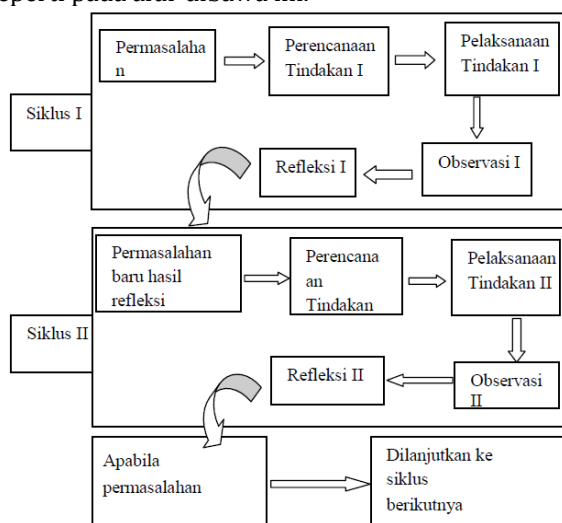 seperti pada alur dibawah ini.
Permasalaha
n
Perencanaan
Tindakan I
Pelaksanaan
Tindakan I
Siklus I
Refleksi I
Observasi I
Permasalahan
baru hasil
refleksi
Perencana
an
Tindakan
Pelaksanaan
Tindakan II
Siklus II
Refleksi II
Observasi
II
Apabila
permasalahan
Dilanjutkan ke
siklus
berikutnya